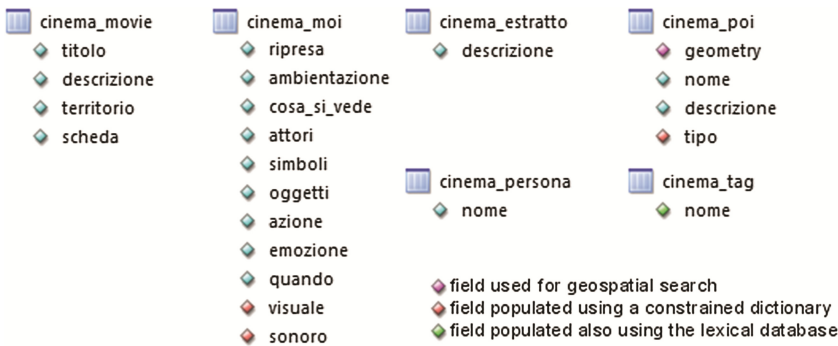 cinema_movie
titolo
descrizione
territorio
scheda
cinema_moi
ripresa
ambientazione
cosa_si_vede
attori
simboli
oggetti
azione
emozione
quando
visuale
sonoro
cinema_estratto
descrizione
cinema_persona
nome
cinema_poi
geometry
nome
descrizione
tipo
cinema_tag
nome
field used for geospatial search
field populated using a constrained dictionary
field populated also using the lexical database